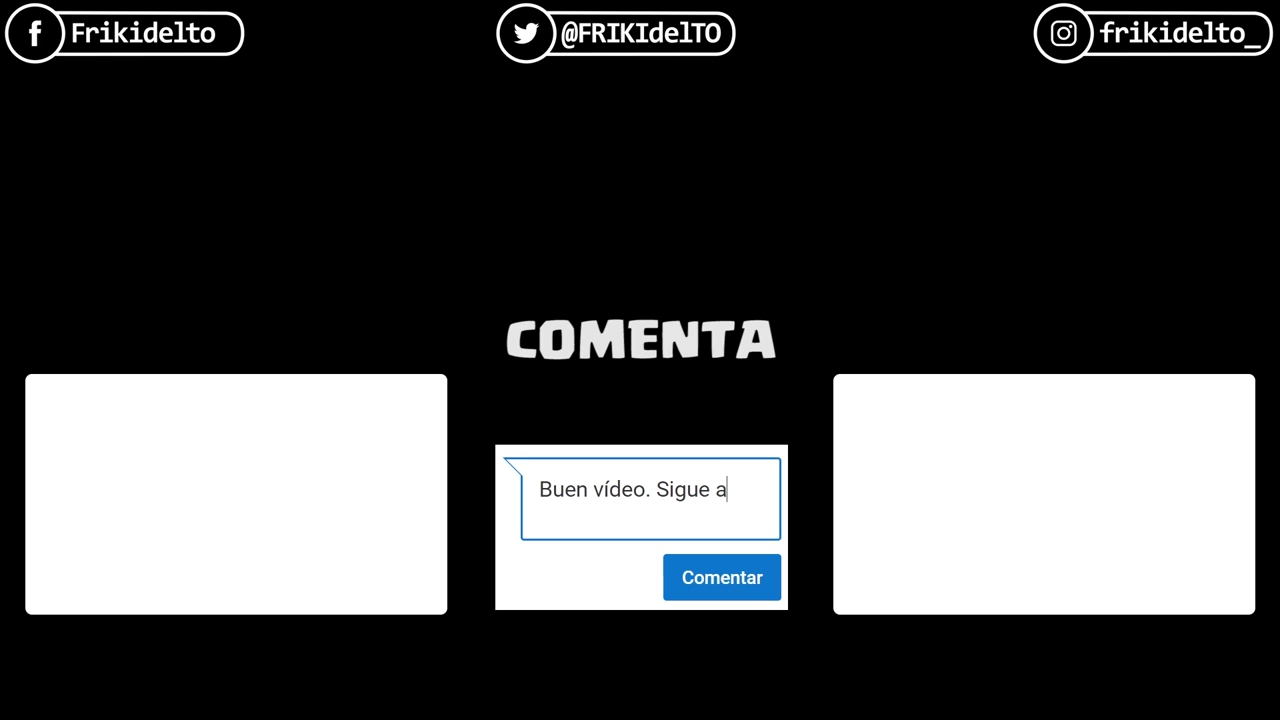 Frikidelto
@FRIKIdelTO
frikidelto_
COMENTA
Buen vídeo. Sigue a
Comentar